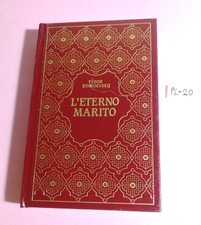 FËDOR
DOSTOEVSKIJ
L'ETERNO
MARITO
PL-20